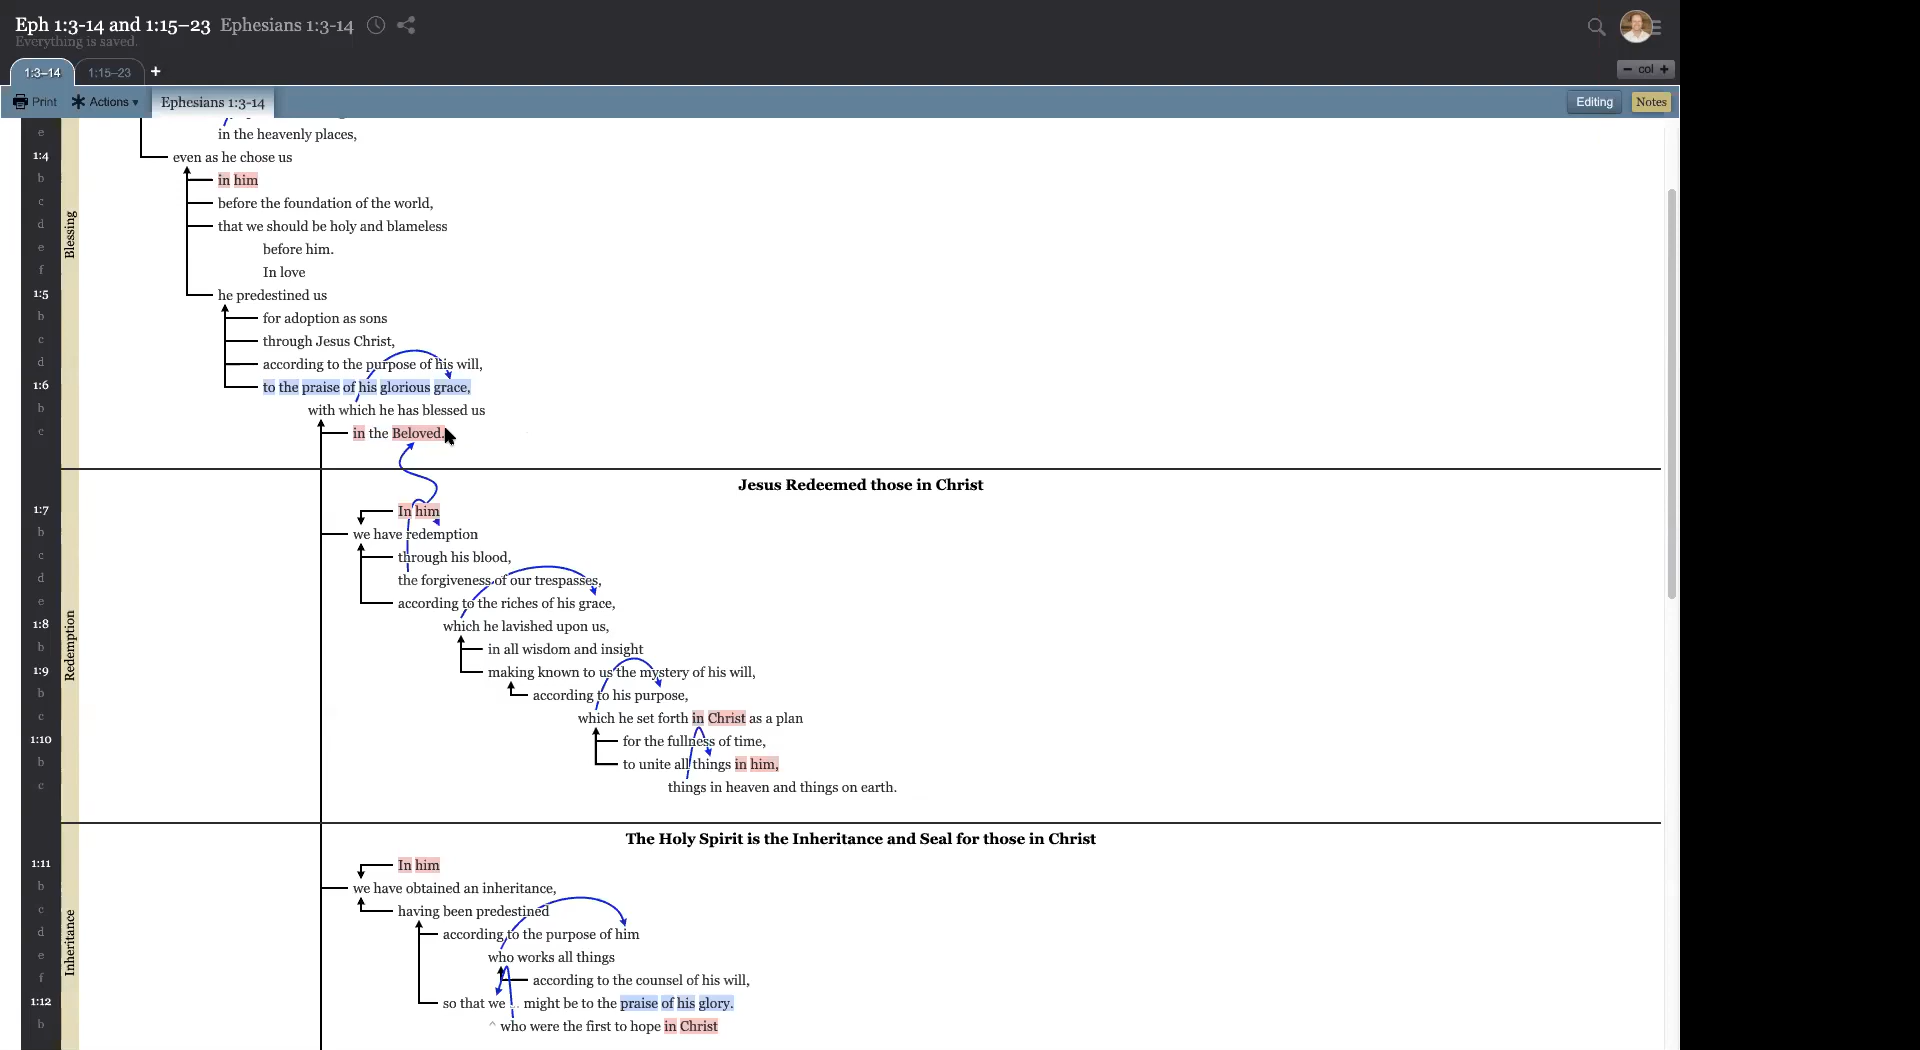 Eph 1:3-14 and 1:15–23 Ephesians 1:3-14
Everything is saved.
1:3–14 1:15–23 +
− col +
Print Actions ▾ Ephesians 1:3-14 Editing Notes
e in the heavenly places,
1:4 even as he chose us
b in him
c before the foundation of the world,
d that we should be holy and blameless
e before him.
f In love
Blessing
1:5 he predestined us
b for adoption as sons
c through Jesus Christ,
d according to the purpose of his will,
1:6 to the praise of his glorious grace,
b with which he has blessed us
c in the Beloved.
Jesus Redeemed those in Christ
1:7 In him
b we have redemption
c through his blood,
d the forgiveness of our trespasses,
e according to the riches of his grace,
1:8 which he lavished upon us,
b in all wisdom and insight
Redemption
1:9 making known to us the mystery of his will,
b according to his purpose,
c which he set forth in Christ as a plan
1:10 for the fullness of time,
b to unite all things in him,
c things in heaven and things on earth.
The Holy Spirit is the Inheritance and Seal for those in Christ
1:11 In him
b we have obtained an inheritance,
c having been predestined
d according to the purpose of him
Inheritance
e who works all things
f according to the counsel of his will,
1:12 so that we ... might be to the praise of his glory.
b ^ who were the first to hope in Christ